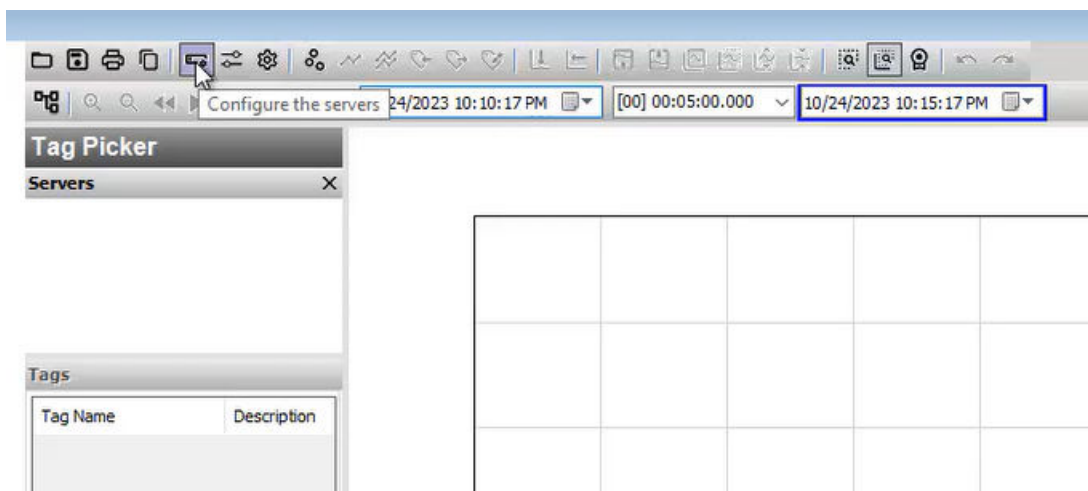 Configure the servers
24/2023 10:10:17 PM
[00] 00:05:00.000
10/24/2023 10:15:17 PM
Tag Picker
Servers
Tags
Tag Name Description